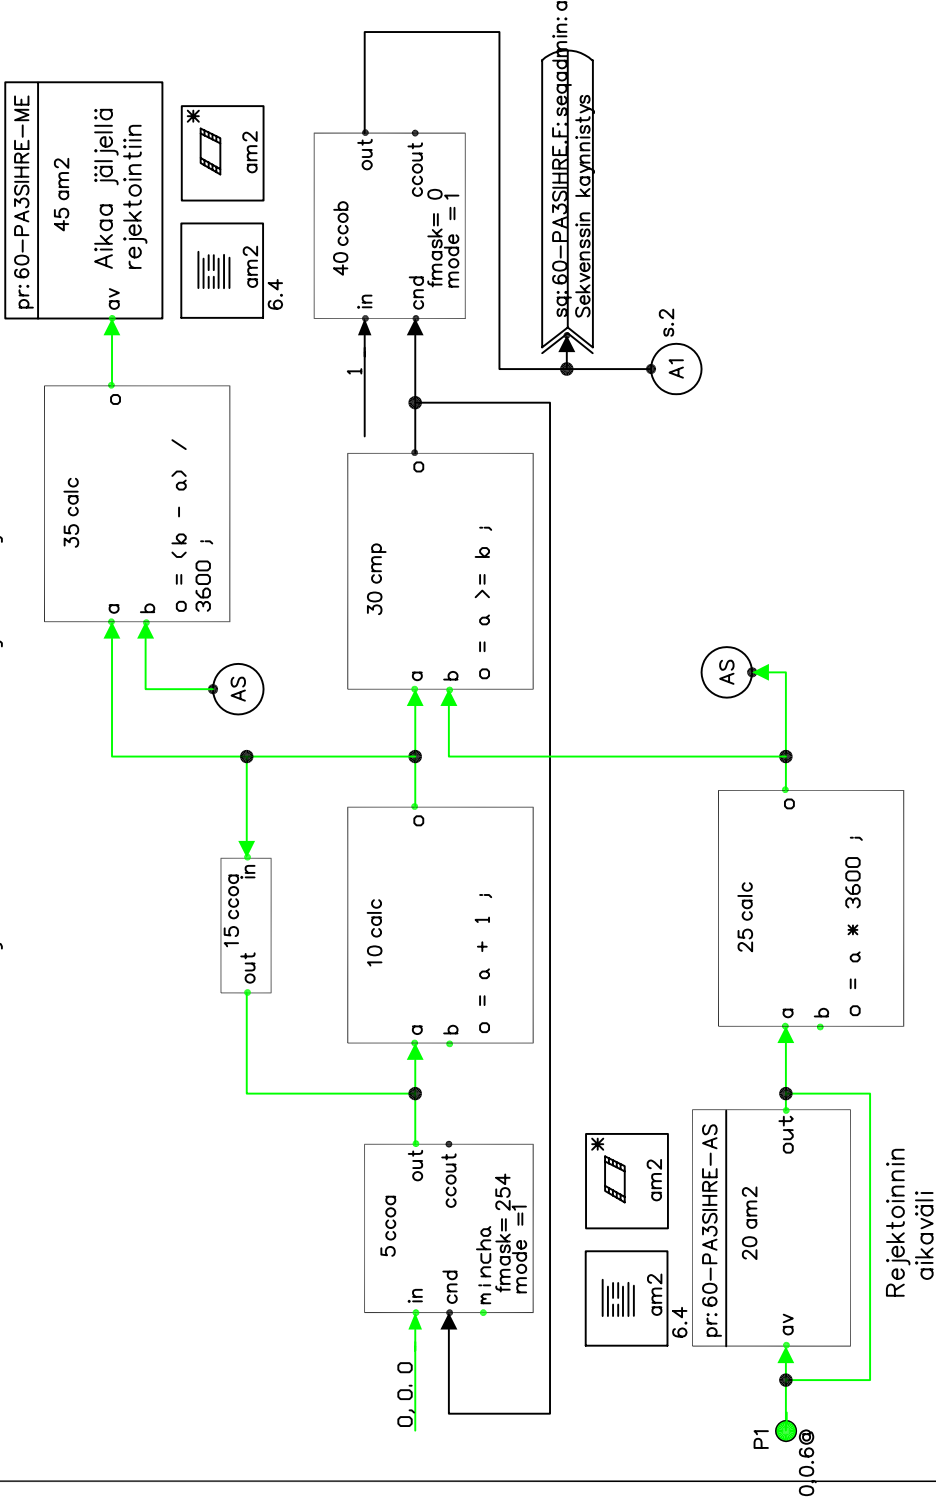 pr:60-PA3SIHRE-ME
45 am2
av
Aikaa jäljellä
rejektointiin
am2
6.4
am2
*
35 calc
a
b
o
o = (b - a) /
3600 ;
AS
15 ccoa
in
out
5 ccoa
in
cnd
mincha
fmask= 254
mode =1
out
ccout
0,0.0
10 calc
a
b
o
o = a + 1 ;
30 cmp
a
b
o
o = a >= b ;
1
40 ccob
in
cnd
fmask= 0
mode =1
out
ccout
sq:60-PA3SIHRE.F:seqadmin:a
Sekvenssin kaynnistys
A1
s.2
am2
6.4
am2
*
pr:60-PA3SIHRE-AS
20 am2
av
out
P1
0,0.6@
Rejektoinnin
aikaväli
25 calc
a
b
o
o = a * 3600 ;
AS